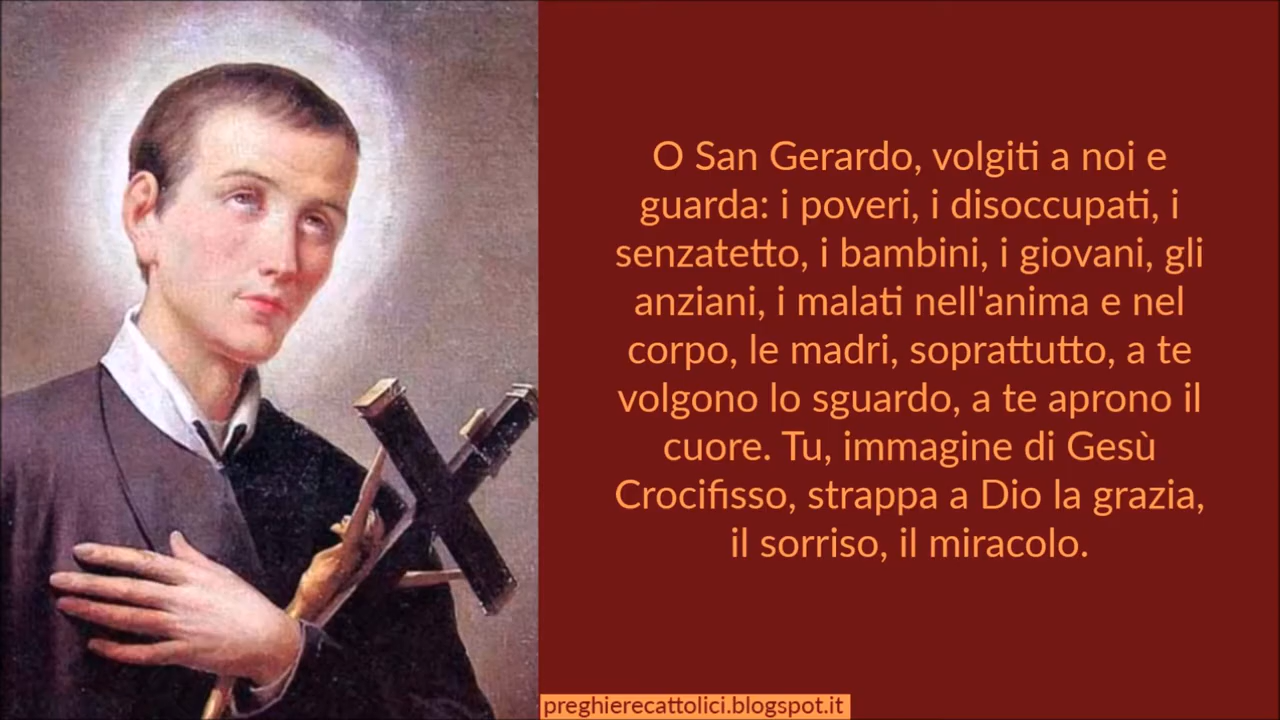 O San Gerardo, volgiti a noi e
guarda: i poveri, i disoccupati, i
senzatetto, i bambini, i giovani, gli
anziani, i malati nell'anima e nel
corpo, le madri, soprattutto, a te
volgono lo sguardo, a te aprono il
cuore. Tu, immagine di Gesù
Crocifisso, strappa a Dio la grazia,
il sorriso, il miracolo.
preghierecattolici.blogspot.it